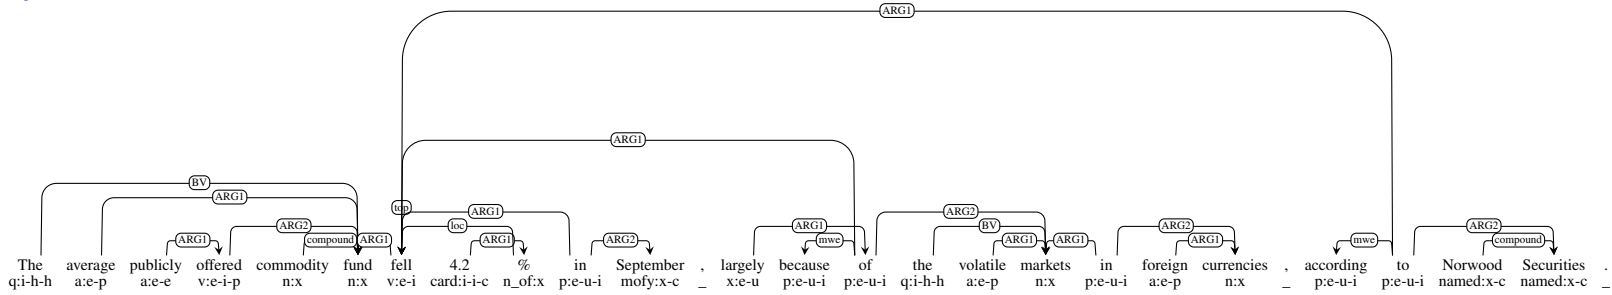 ARG1
ARG1
BV
ARG1
top ARG1 ARG2
ARG2 loc ARG1 BV ARG2 ARG2
ARG1 compound ARG1 ARG1 ARG2 mwe ARG1 ARG1 ARG1 mwe compound
The average publicly offered commodity fund fell 4.2 % in September , largely because of the volatile markets in foreign currencies , according to Norwood Securities .
q:i-h-h a:e-p a:e-e v:e-i-p n:x n:x v:e-i card:i-i-c n_of:x p:e-u-i mofy:x-c _ x:e-u p:e-u-i p:e-u-i q:i-h-h a:e-p n:x p:e-u-i a:e-p n:x _ p:e-u-i p:e-u-i named:x-c named:x-c _